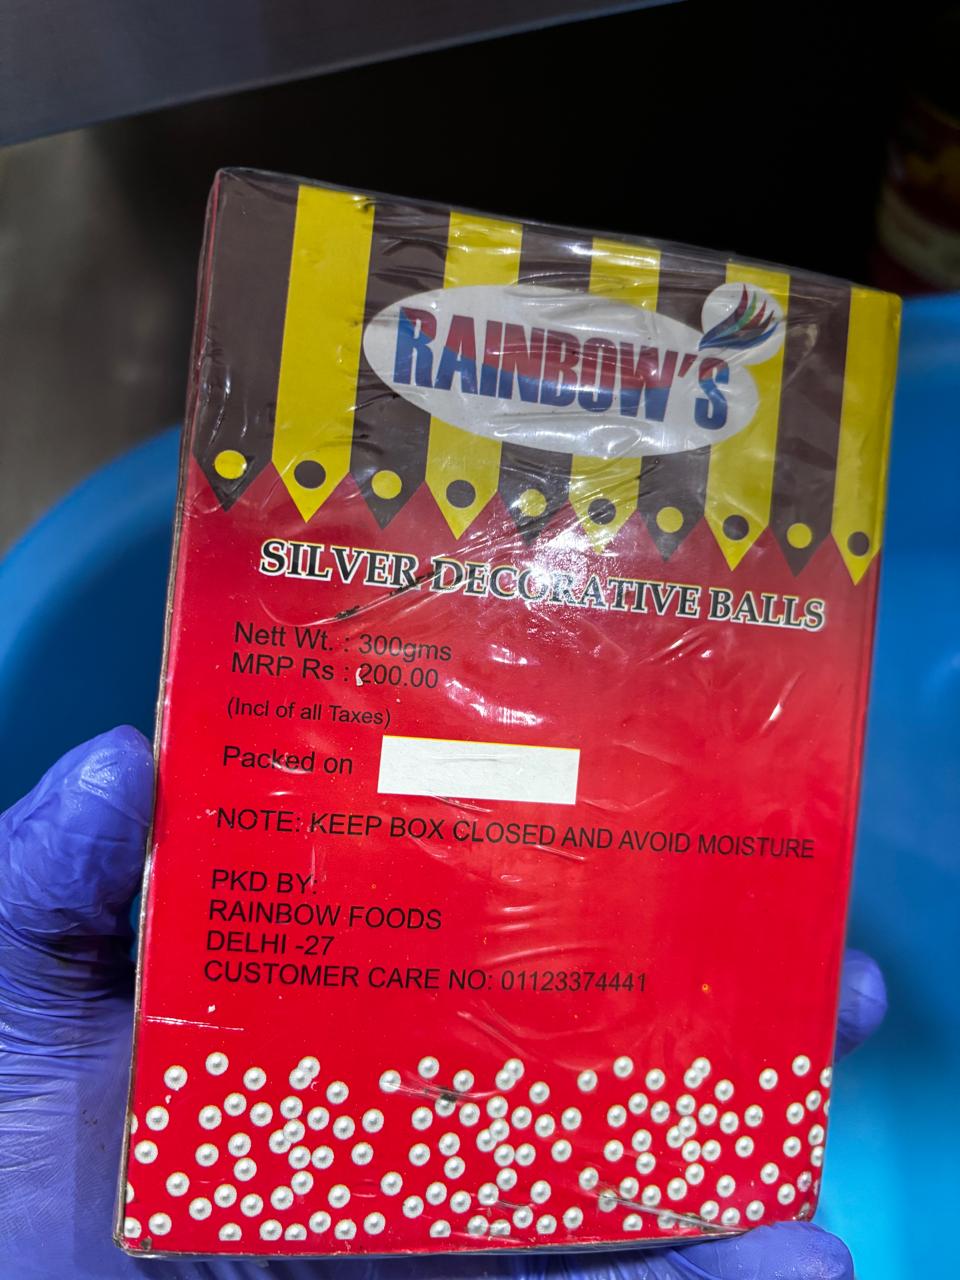 RAINBOW'S
SILVER DECORATIVE BALLS
Nett Wt. : 300gms
MRP Rs : 200.00
(Incl of all Taxes)
Packed on
NOTE: KEEP BOX CLOSED AND AVOID MOISTURE
PKD BY:
RAINBOW FOODS
DELHI -27
CUSTOMER CARE NO: 01123374441